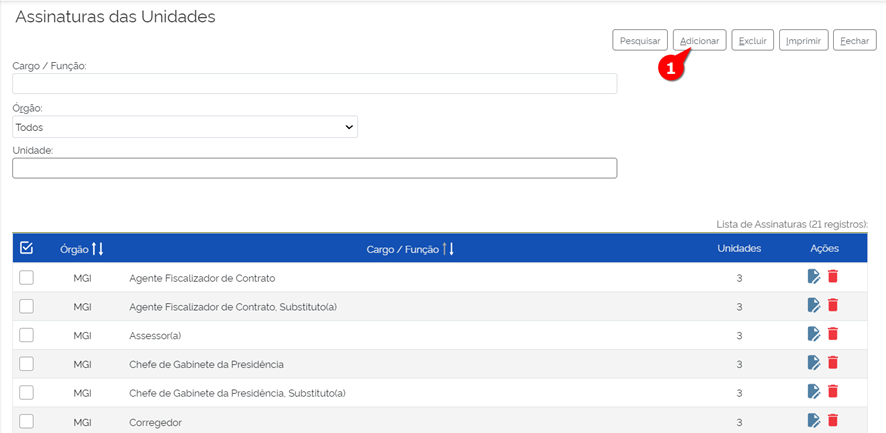 Assinaturas das Unidades
Pesquisar Adicionar Excluir Imprimir Fechar
1
Cargo / Função:
Órgão:
Todos
Unidade:
Lista de Assinaturas (21 registros):
Órgão Cargo / Função Unidades Ações
MGI Agente Fiscalizador de Contrato 3
MGI Agente Fiscalizador de Contrato, Substituto(a) 3
MGI Assessor(a) 3
MGI Chefe de Gabinete da Presidência 3
MGI Chefe de Gabinete da Presidência, Substituto(a) 3
MGI Corregedor 3